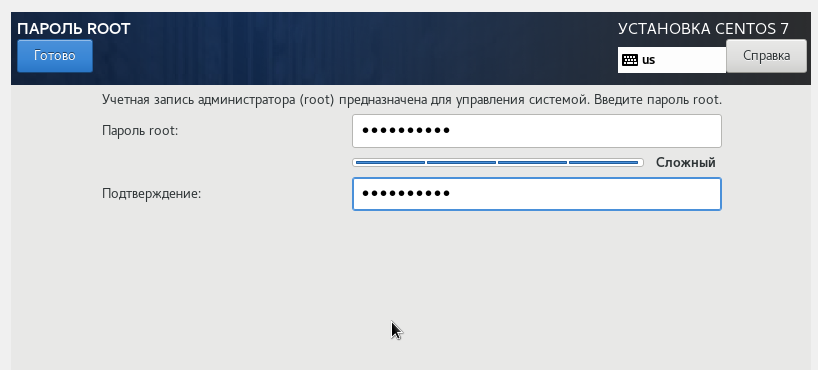 ПАРОЛЬ ROOT
УСТАНОВКА CENTOS 7
Готово
us
Справка
Учетная запись администратора (root) предназначена для управления системой. Введите пароль root.
Пароль root:
●●●●●●●●●●
Сложный
Подтверждение:
●●●●●●●●●●